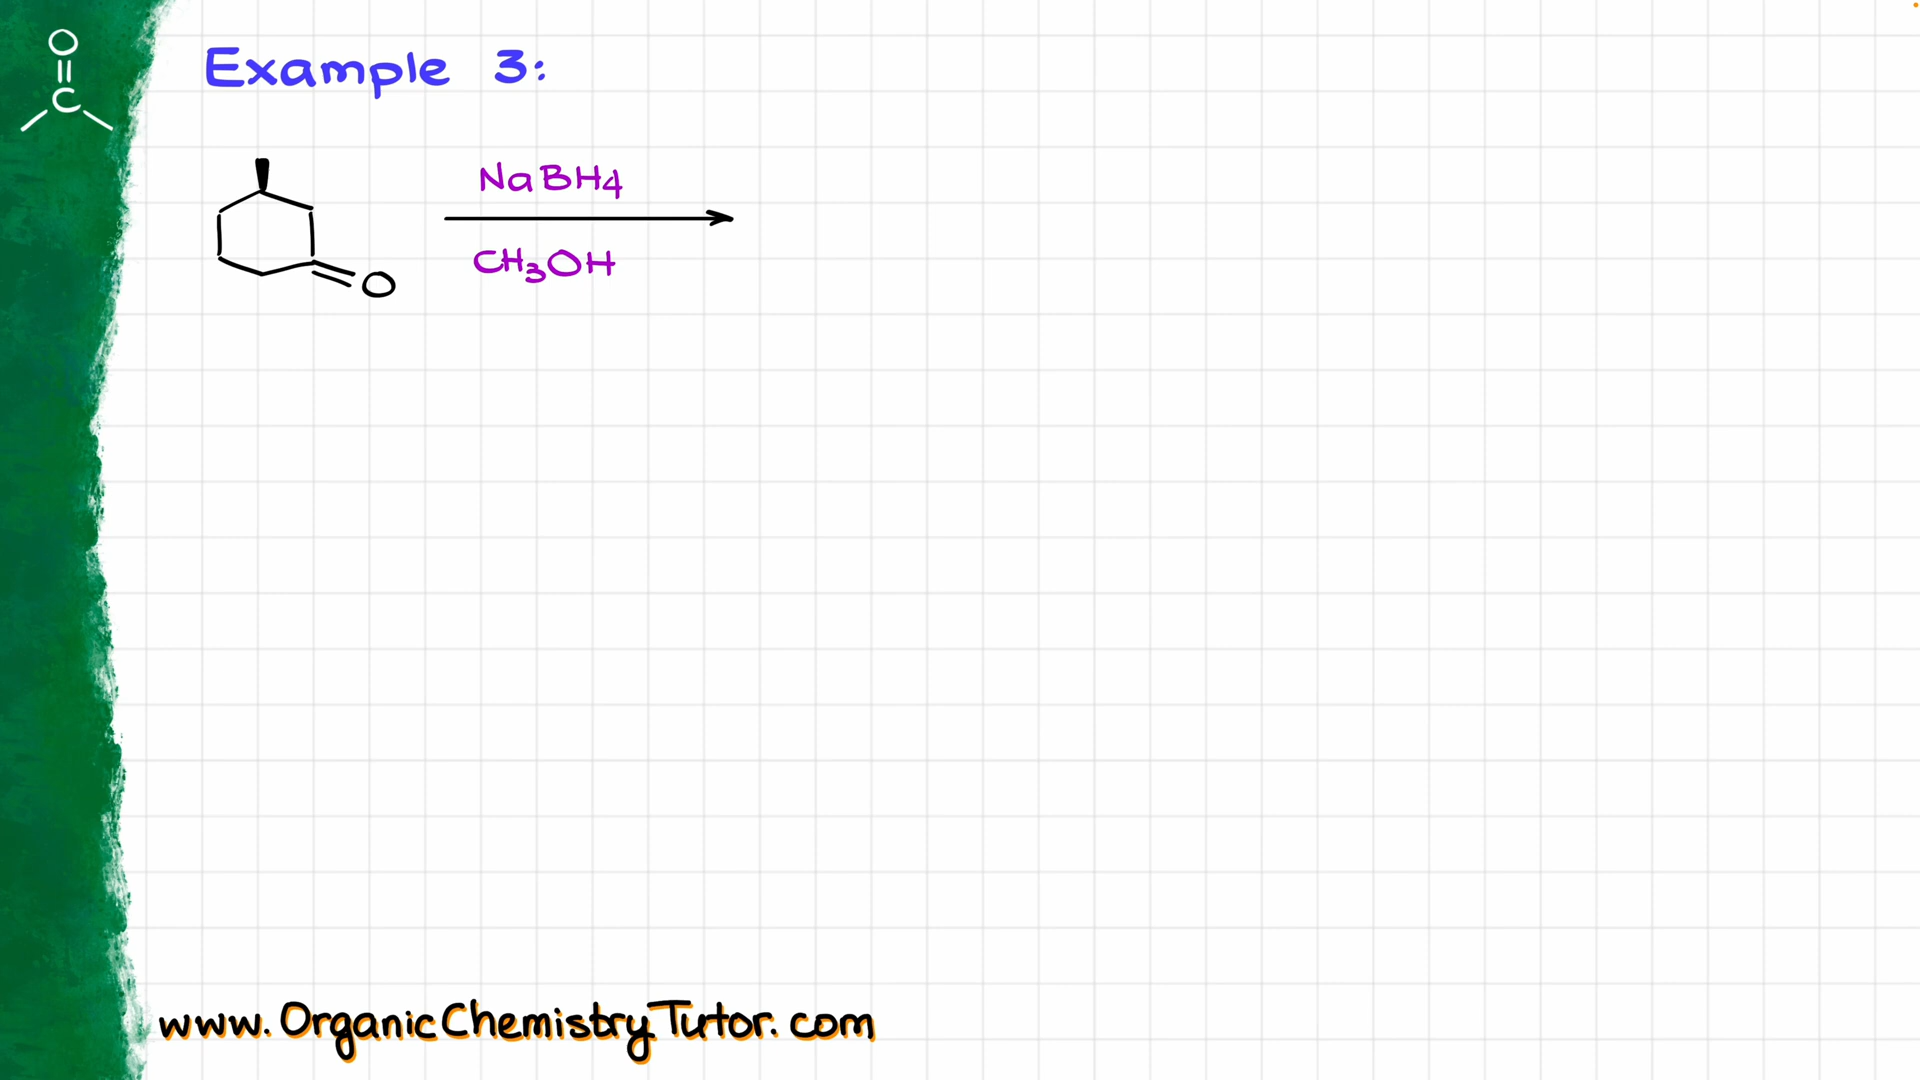 O
C
Example 3:
NaBH4
CH₃OH
O
www.OrganicChemistryTutor.com